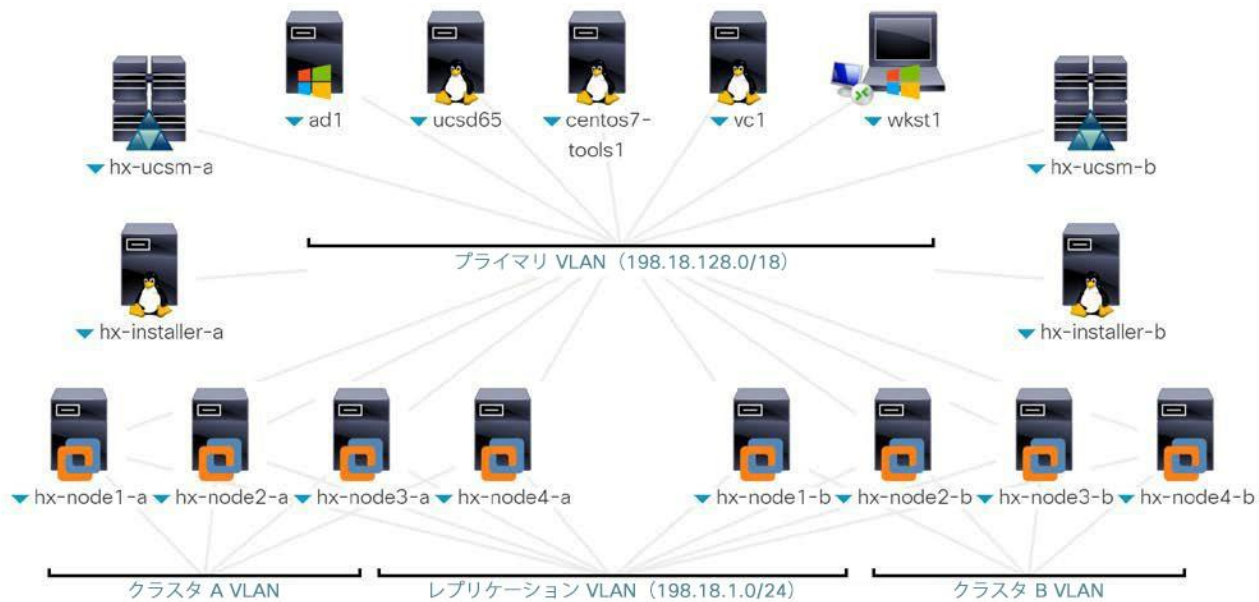 ad1
ucsd65
centos7-
tools1
vc1
wkst1
hx-ucsm-a
hx-ucsm-b
プライマリ VLAN（198.18.128.0/18）
hx-installer-a
hx-installer-b
hx-node1-a
hx-node2-a
hx-node3-a
hx-node4-a
hx-node1-b
hx-node2-b
hx-node3-b
hx-node4-b
クラスタ A VLAN
レプリケーション VLAN（198.18.1.0/24）
クラスタ B VLAN